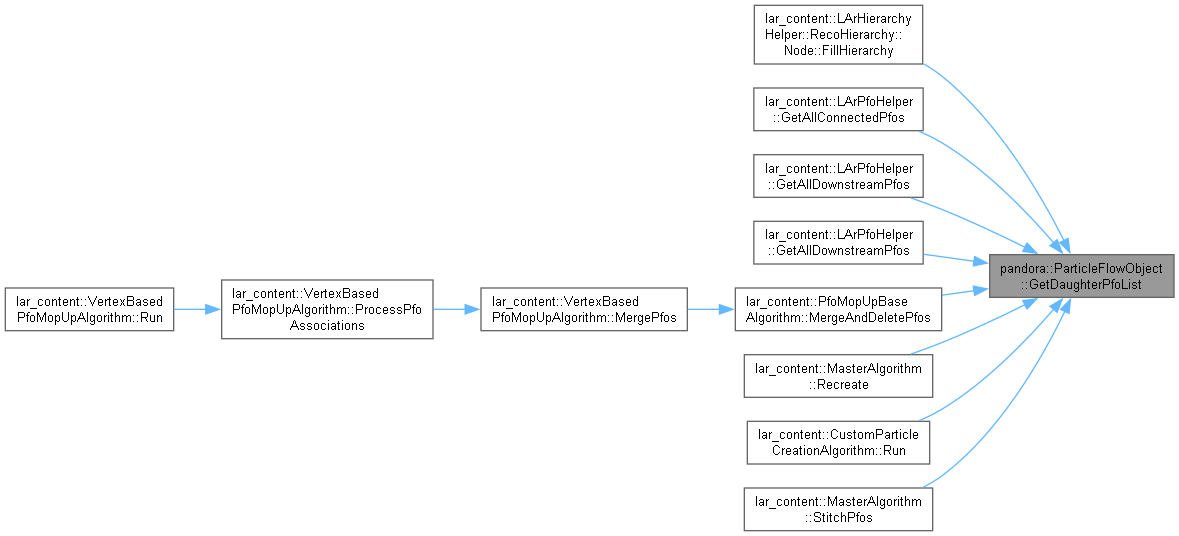 lar_content::LArHierarchy
Helper::RecoHierarchy::
Node::FillHierarchy
lar_content::LArPfoHelper
::GetAllConnectedPfos
lar_content::LArPfoHelper
::GetAllDownstreamPfos
lar_content::LArPfoHelper
::GetAllDownstreamPfos
pandora::ParticleFlowObject
::GetDaughterPfoList
lar_content::VertexBased
PfoMopUpAlgorithm::Run
lar_content::VertexBased
PfoMopUpAlgorithm::ProcessPfo
Associations
lar_content::VertexBased
PfoMopUpAlgorithm::MergePfos
lar_content::PfoMopUpBase
Algorithm::MergeAndDeletePfos
lar_content::MasterAlgorithm
::Recreate
lar_content::CustomParticle
CreationAlgorithm::Run
lar_content::MasterAlgorithm
::StitchPfos